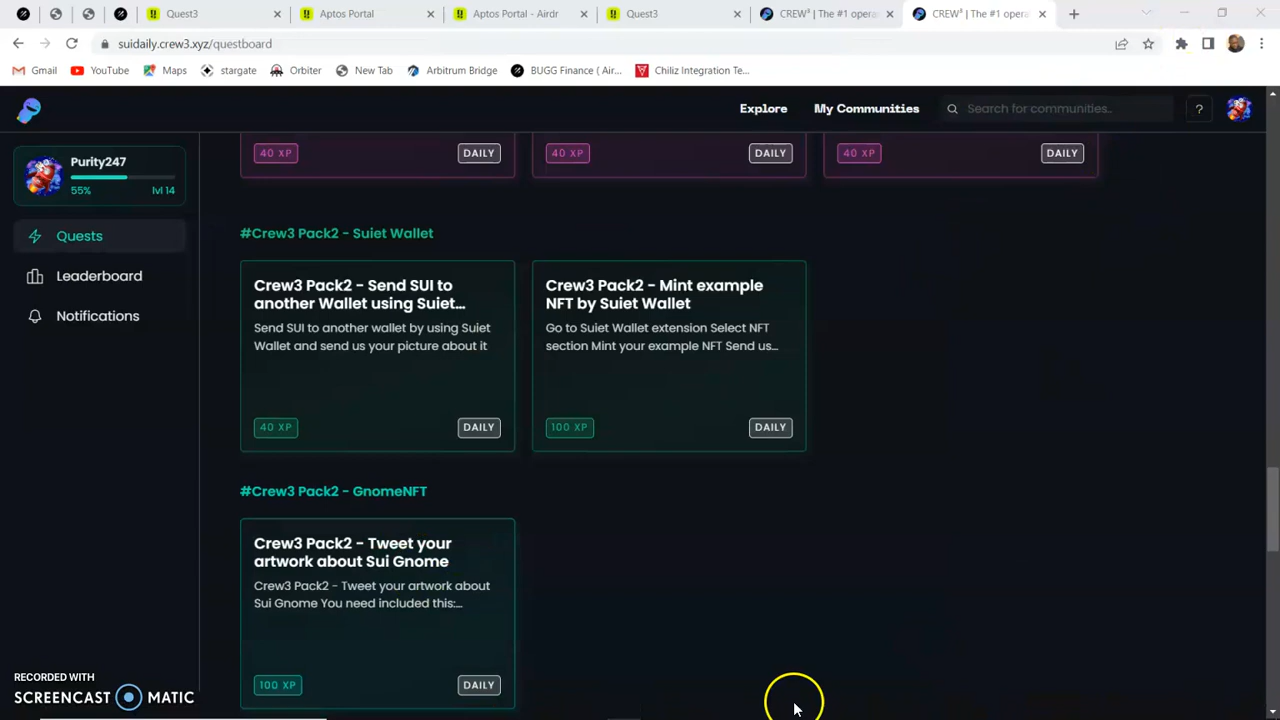 Quest3
Aptos Portal
Aptos Portal - Airdr
Quest3
CREW³ | The #1 opera
CREW³ | The #1 opera
suidaily.crew3.xyz/questboard
Gmail
YouTube
Maps
stargate
Orbiter
New Tab
Arbitrum Bridge
BUGG Finance ( Air...
Chiliz Integration Te...
Explore
My Communities
Search for communities..
?
Purity247
55%
lvl 14
Quests
Leaderboard
Notifications
40 XP
DAILY
40 XP
DAILY
40 XP
DAILY
#Crew3 Pack2 - Suiet Wallet
Crew3 Pack2 - Send SUI to
another Wallet using Suiet...
Send SUI to another wallet by using Suiet
Wallet and send us your picture about it
40 XP
DAILY
Crew3 Pack2 - Mint example
NFT by Suiet Wallet
Go to Suiet Wallet extension Select NFT
section Mint your example NFT Send us...
100 XP
DAILY
#Crew3 Pack2 - GnomeNFT
Crew3 Pack2 - Tweet your
artwork about Sui Gnome
Crew3 Pack2 - Tweet your artwork about
Sui Gnome You need included this:...
100 XP
DAILY
RECORDED WITH
SCREENCAST MATIC